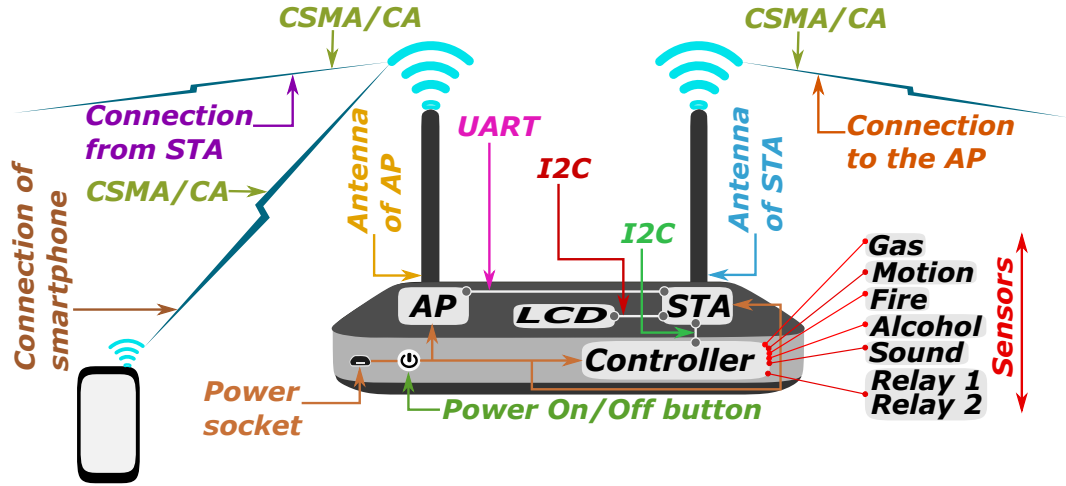 CSMA/CA
CSMA/CA
Connection
from STA
UART
Connection
to the AP
CSMA/CA
Antenna
of AP
I2C
Antenna
of STA
I2C
Connection of
smartphone
Gas
Motion
Fire
Alcohol
Sound
Relay 1
Relay 2
Sensors
AP
LCD
STA
Controller
Power
socket
Power On/Off button